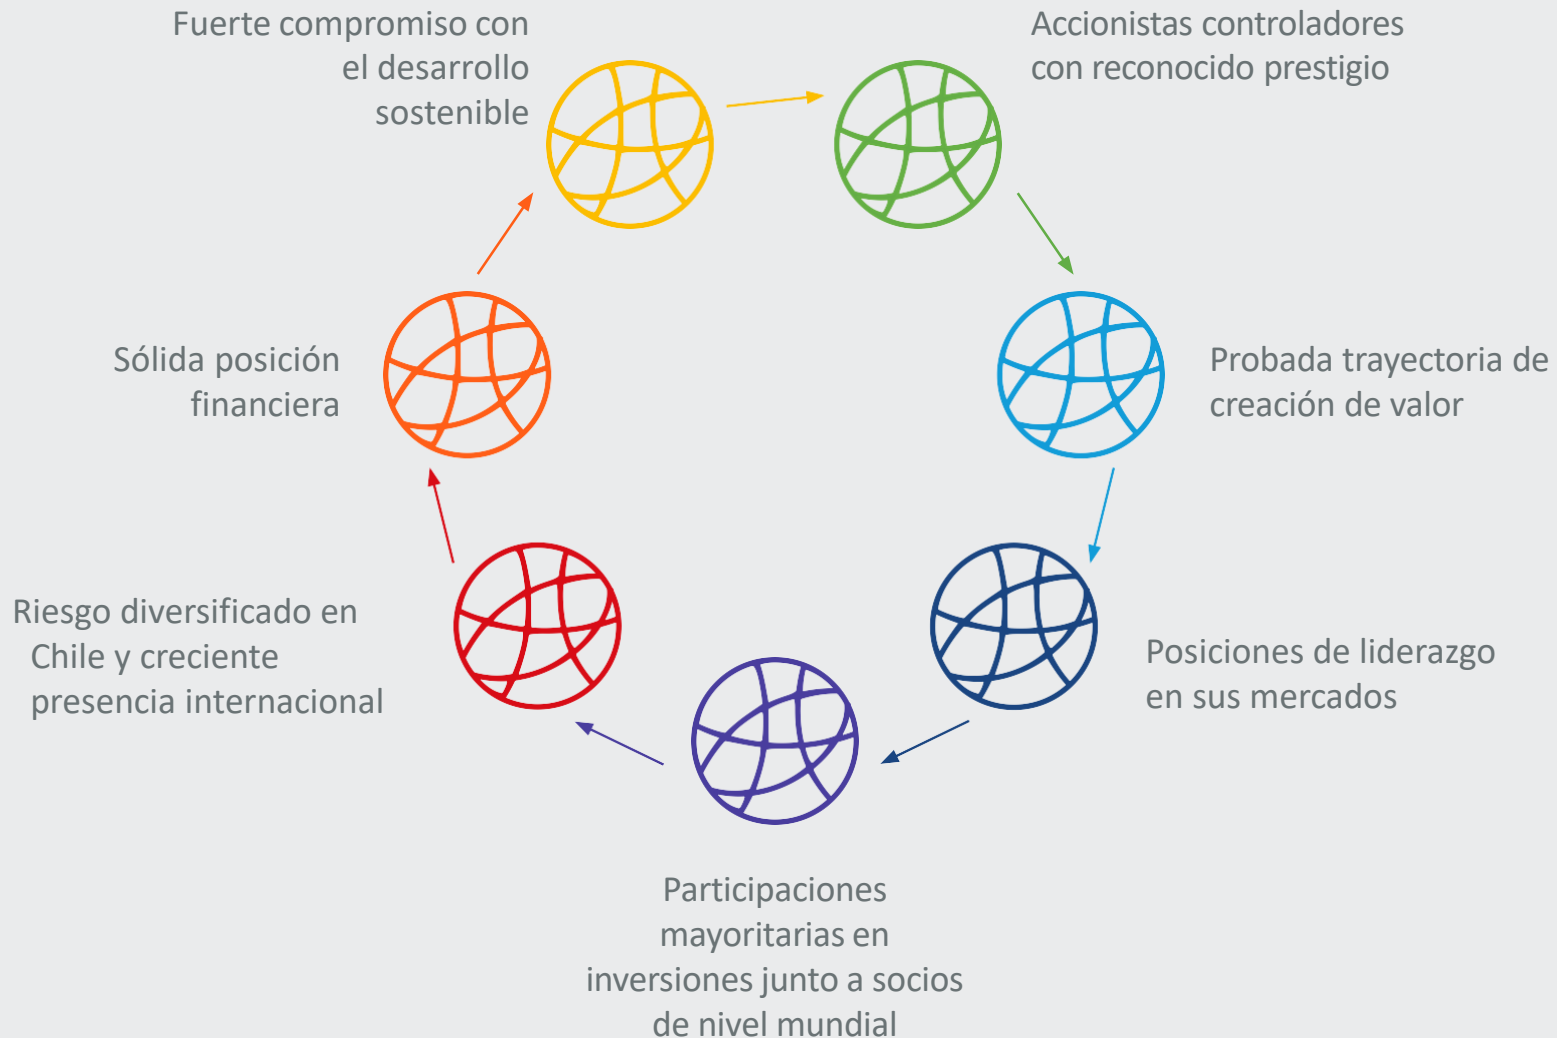 Fuerte compromiso con
el desarrollo
sostenible
Accionistas controladores
con reconocido prestigio
Sólida posición
financiera
Probada trayectoria de
creación de valor
Riesgo diversificado en
Chile y creciente
presencia internacional
Posiciones de liderazgo
en sus mercados
Participaciones
mayoritarias en
inversiones junto a socios
de nivel mundial